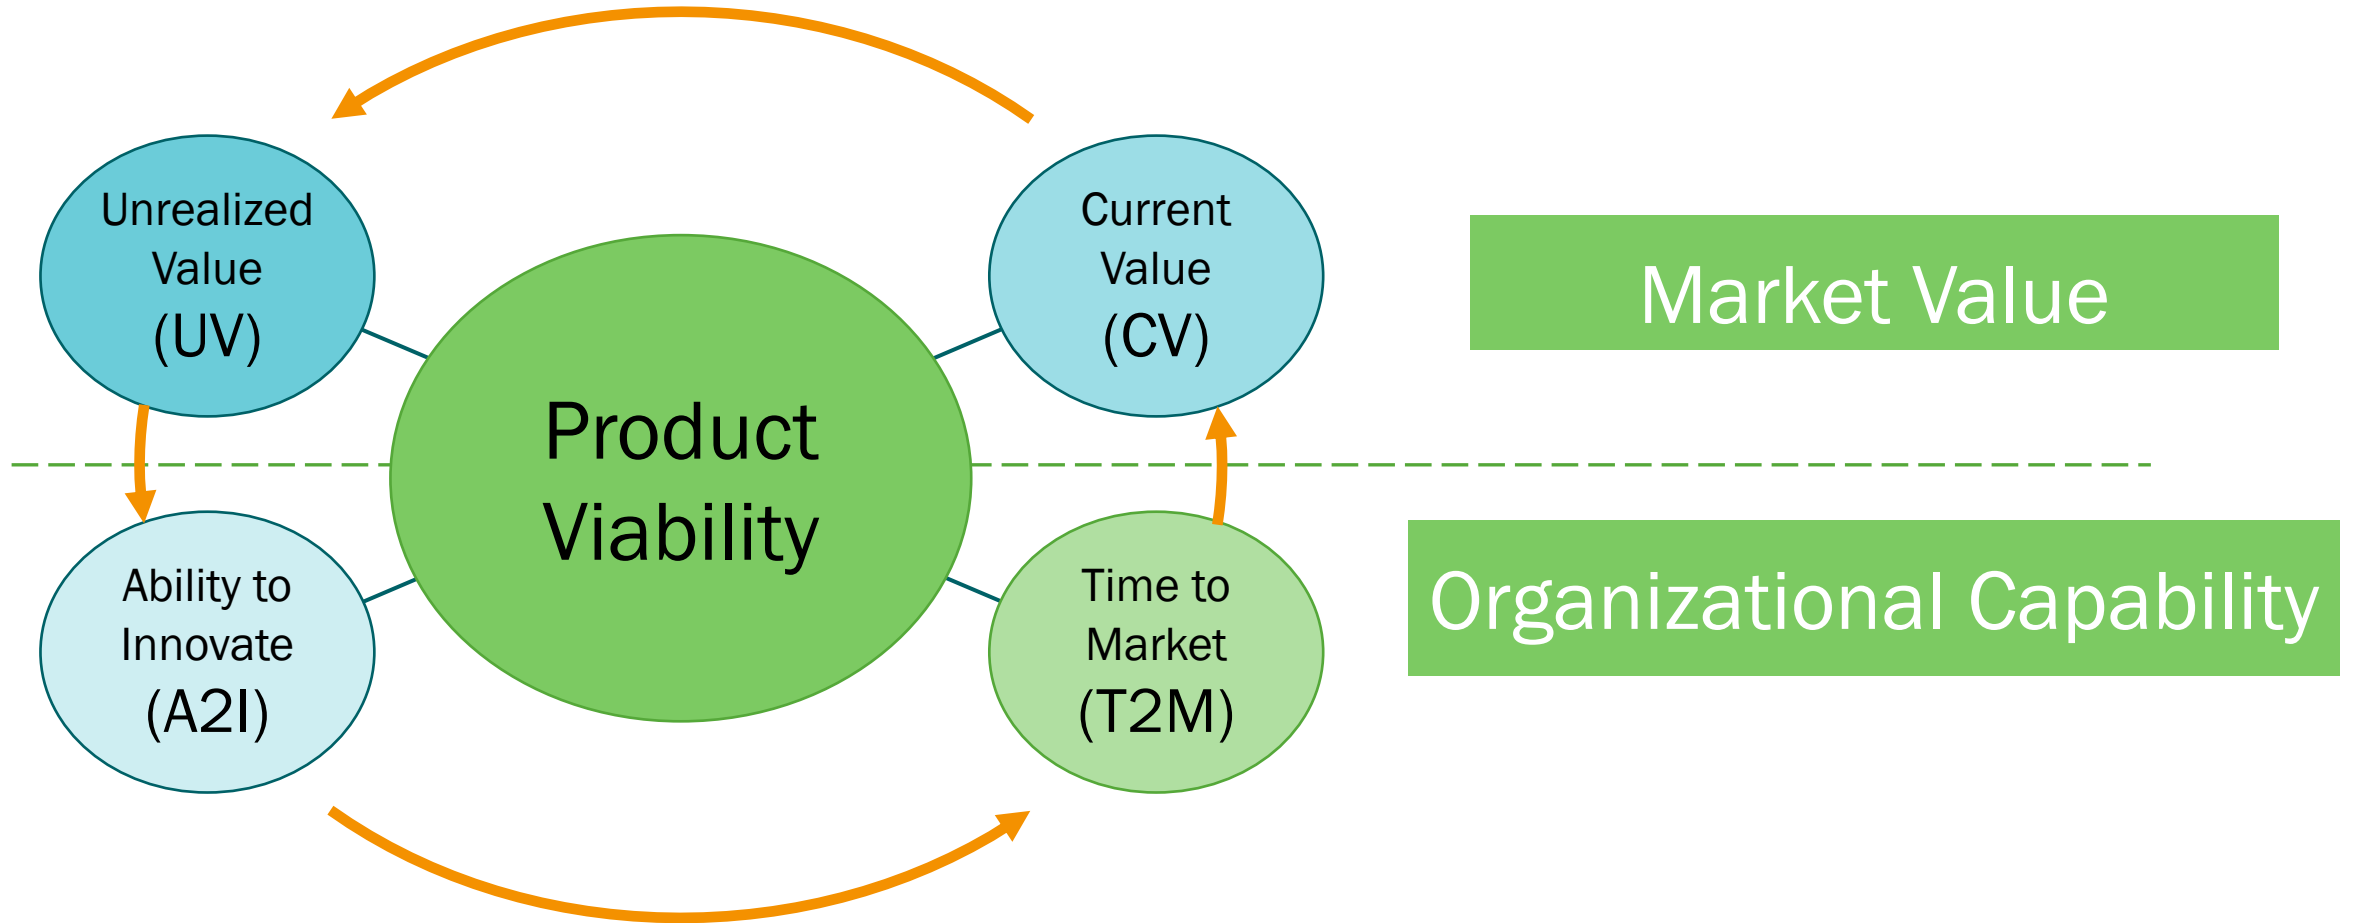 Unrealized
Value
(UV)
Current
Value
(CV)
Market Value
Product
Viability
Ability to
Innovate
(A2I)
Time to
Market
(T2M)
Organizational Capability